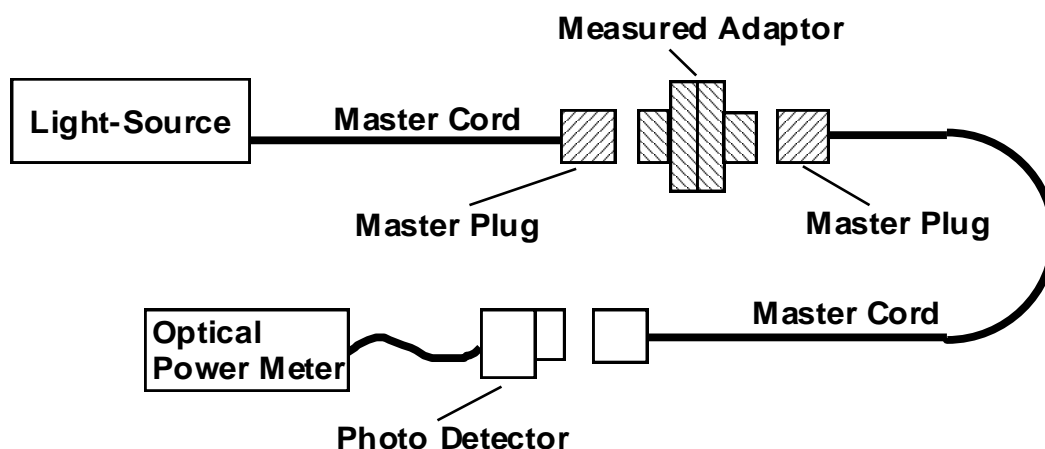 Measured Adaptor
Light-Source
Master Cord
Master Plug
Master Plug
Master Cord
Optical
Power Meter
Photo Detector